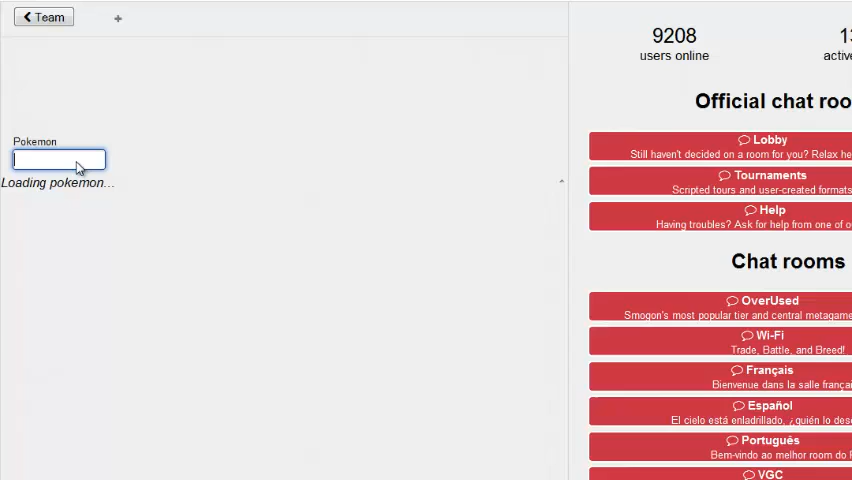 Team
+
Pokemon
Loading pokemon...
9208
users online
active
Official chat roo
Lobby
Still haven't decided on a room for you? Relax he
Tournaments
Scripted tours and user-created formats
Help
Having troubles? Ask for help from one of o
Chat rooms
OverUsed
Smogon's most popular tier and central metagame
Wi-Fi
Trade, Battle, and Breed!
Français
Bienvenue dans la salle frança
Español
El cielo está enladrillado, ¿quién lo des
Português
Bem-vindo ao melhor room do
VGC